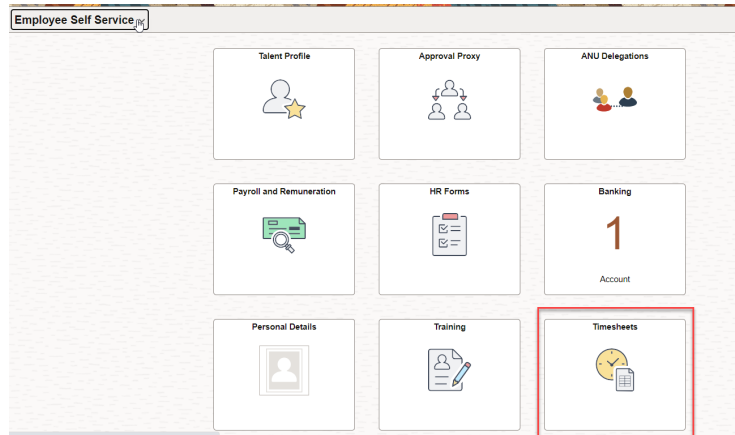 Employee Self Service
Talent Profile
Approval Proxy
ANU Delegations
Payroll and Remuneration
HR Forms
Banking
1
Account
Personal Details
Training
Timesheets